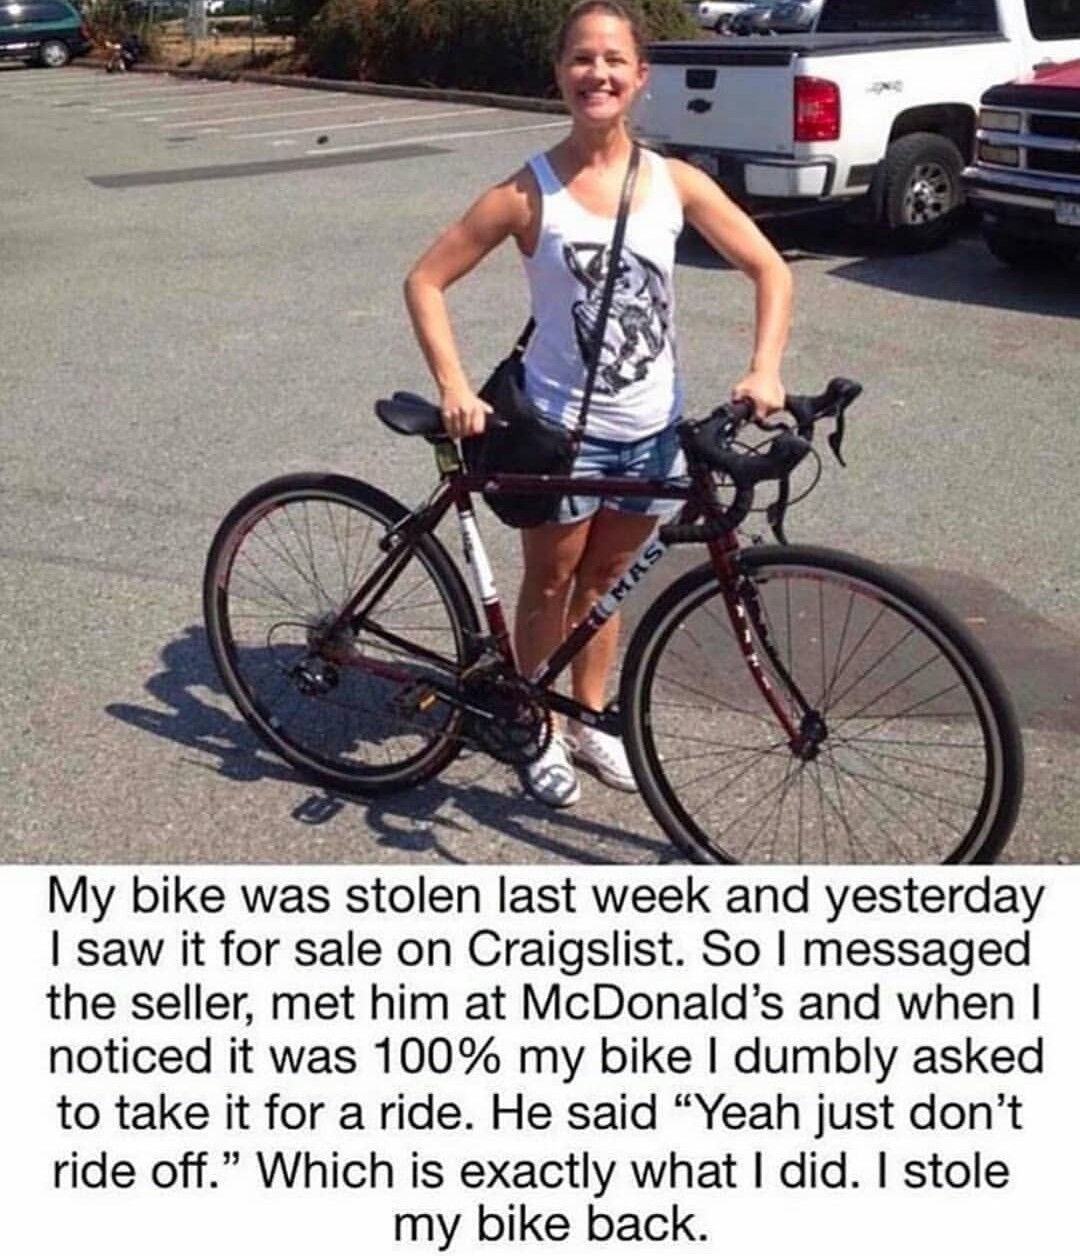 MAS
My bike was stolen last week and yesterday
I saw it for sale on Craigslist. So I messaged
the seller, met him at McDonald's and when I
noticed it was 100% my bike I dumbly asked
to take it for a ride. He said “Yeah just don't
ride off.” Which is exactly what I did. I stole
my bike back.